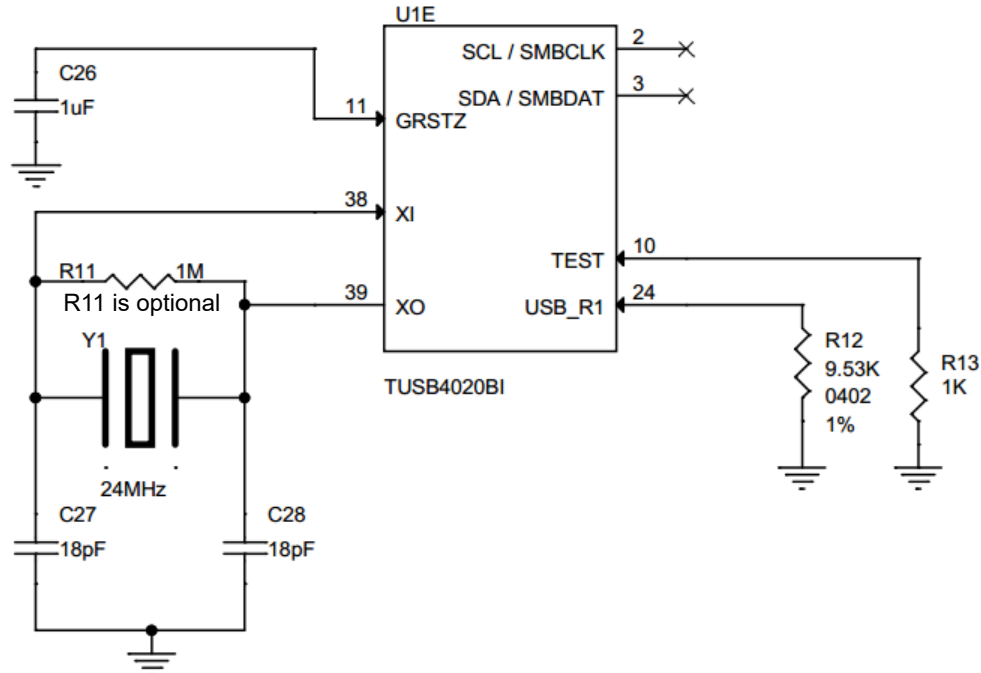 U1E
SCL / SMBCLK
2
SDA / SMBDAT
3
C26
1uF
11
GRSTZ
38
XI
TEST
10
R11
1M
R11 is optional
39
XO
USB_R1
24
Y1
R12
9.53K
0402
1%
R13
1K
TUSB4020BI
24MHz
C27
18pF
C28
18pF